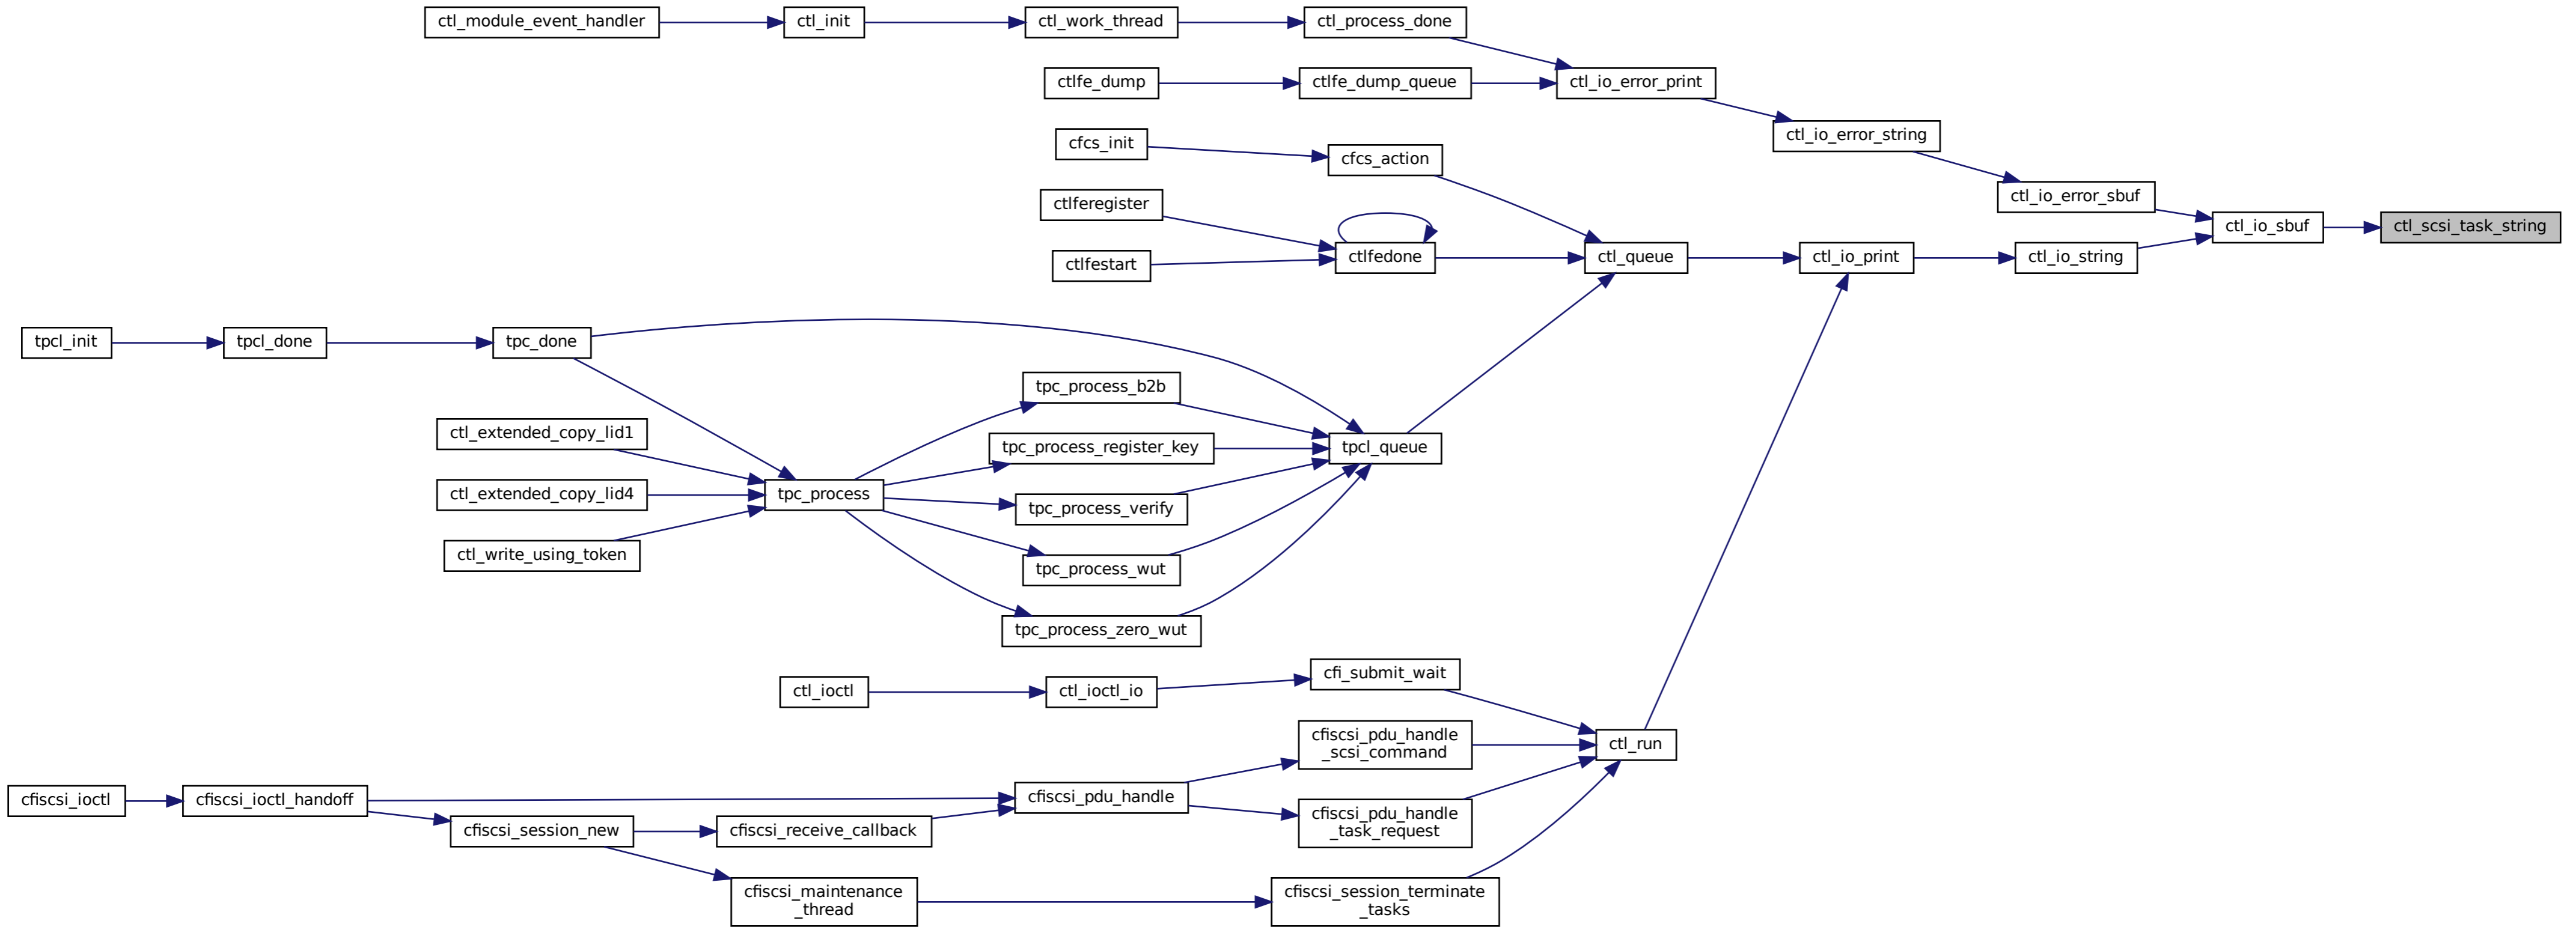 ctl_module_event_handler
ctl_init
ctl_work_thread
ctl_process_done
ctlfe_dump
ctlfe_dump_queue
ctl_io_error_print
cfcs_init
cfcs_action
ctl_io_error_string
ctlferegister
ctl_io_error_sbuf
ctl_io_sbuf
ctl_scsi_task_string
ctlfestart
ctlfedone
ctl_queue
ctl_io_print
ctl_io_string
tpcl_init
tpcl_done
tpc_done
tpc_process_b2b
ctl_extended_copy_lid1
tpc_process_register_key
tpcl_queue
ctl_extended_copy_lid4
tpc_process
tpc_process_verify
ctl_write_using_token
tpc_process_wut
tpc_process_zero_wut
ctl_ioctl
ctl_ioctl_io
cfi_submit_wait
cfiscsi_pdu_handle
_scsi_command
ctl_run
cfiscsi_ioctl
cfiscsi_ioctl_handoff
cfiscsi_pdu_handle
cfiscsi_session_new
cfiscsi_receive_callback
cfiscsi_pdu_handle
_task_request
cfiscsi_maintenance
_thread
cfiscsi_session_terminate
_tasks